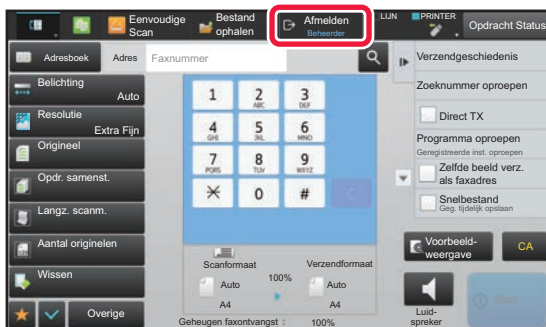 Eenvoudige
Scan
Bestand
ophalen
Afmelden
Beheerder
LIJN
PRINTER
Opdracht Status
Adresboek
Adres
Faxnummer
Verzendgeschiedenis
Belichting
Auto
Zoeknummer oproepen
Resolutie
Extra Fijn
Direct TX
Origineel
Programma oproepen
Geregistreerde inst. oproepen
Opdr. samenst.
Zelfde beeld verz.
als faxadres
Langz. scanm.
Snelbestand
Geg. tijdelijk opslaan
1
2
ABC
3
DEF
4
GHI
5
JKL
6
MNO
7
PQRS
8
TUV
9
WXYZ
0
#
C
Aantal originelen
Scanformaat
Verzendformaat
Voorbeeld-
weergave
CA
Wissen
Auto
100%
Auto
A4
A4
Overige
Luid-
spreker
Start
Geheugen faxontvangst : 100%